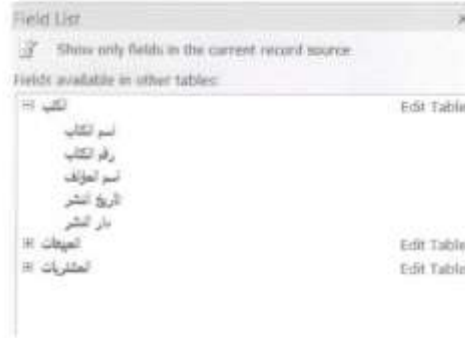 Field List
Show only fields in the current record source
Fields available in other tables:
الكتب Edit Table
اسم الكتاب
رقم الكتاب
اسم المؤلف
تاريخ النشر
دار النشر
المبيعات Edit Table
المشتريات Edit Table